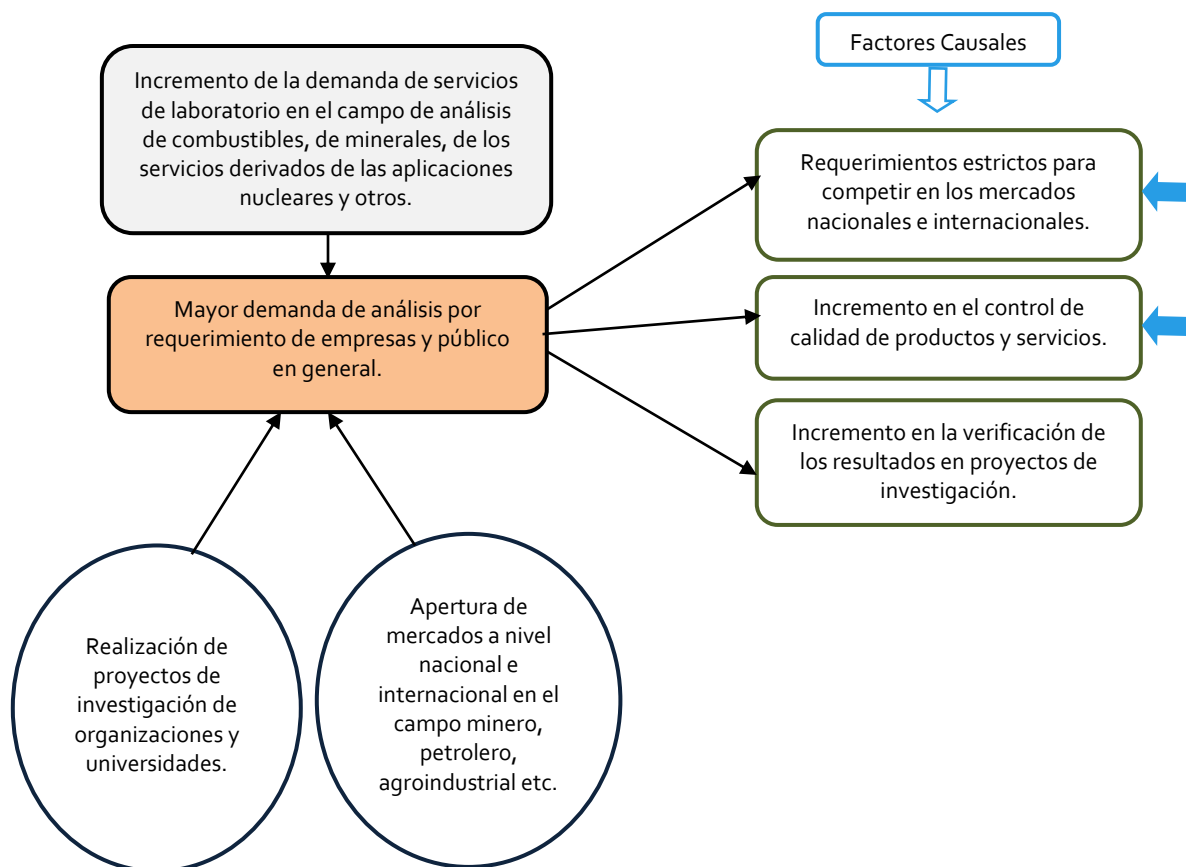 Incremento de la demanda de servicios
de laboratorio en el campo de análisis
de combustibles, de minerales, de los
servicios derivados de las aplicaciones
nucleares y otros.
Factores Causales
Requerimientos estrictos para
competir en los mercados
nacionales e internacionales.
Mayor demanda de análisis por
requerimiento de empresas y público
en general.
Incremento en el control de
calidad de productos y servicios.
Incremento en la verificación de
los resultados en proyectos de
investigación.
Realización de
proyectos de
investigación de
organizaciones y
universidades.
Apertura de
mercados a nivel
nacional e
internacional en el
campo minero,
petrolero,
agroindustrial etc.